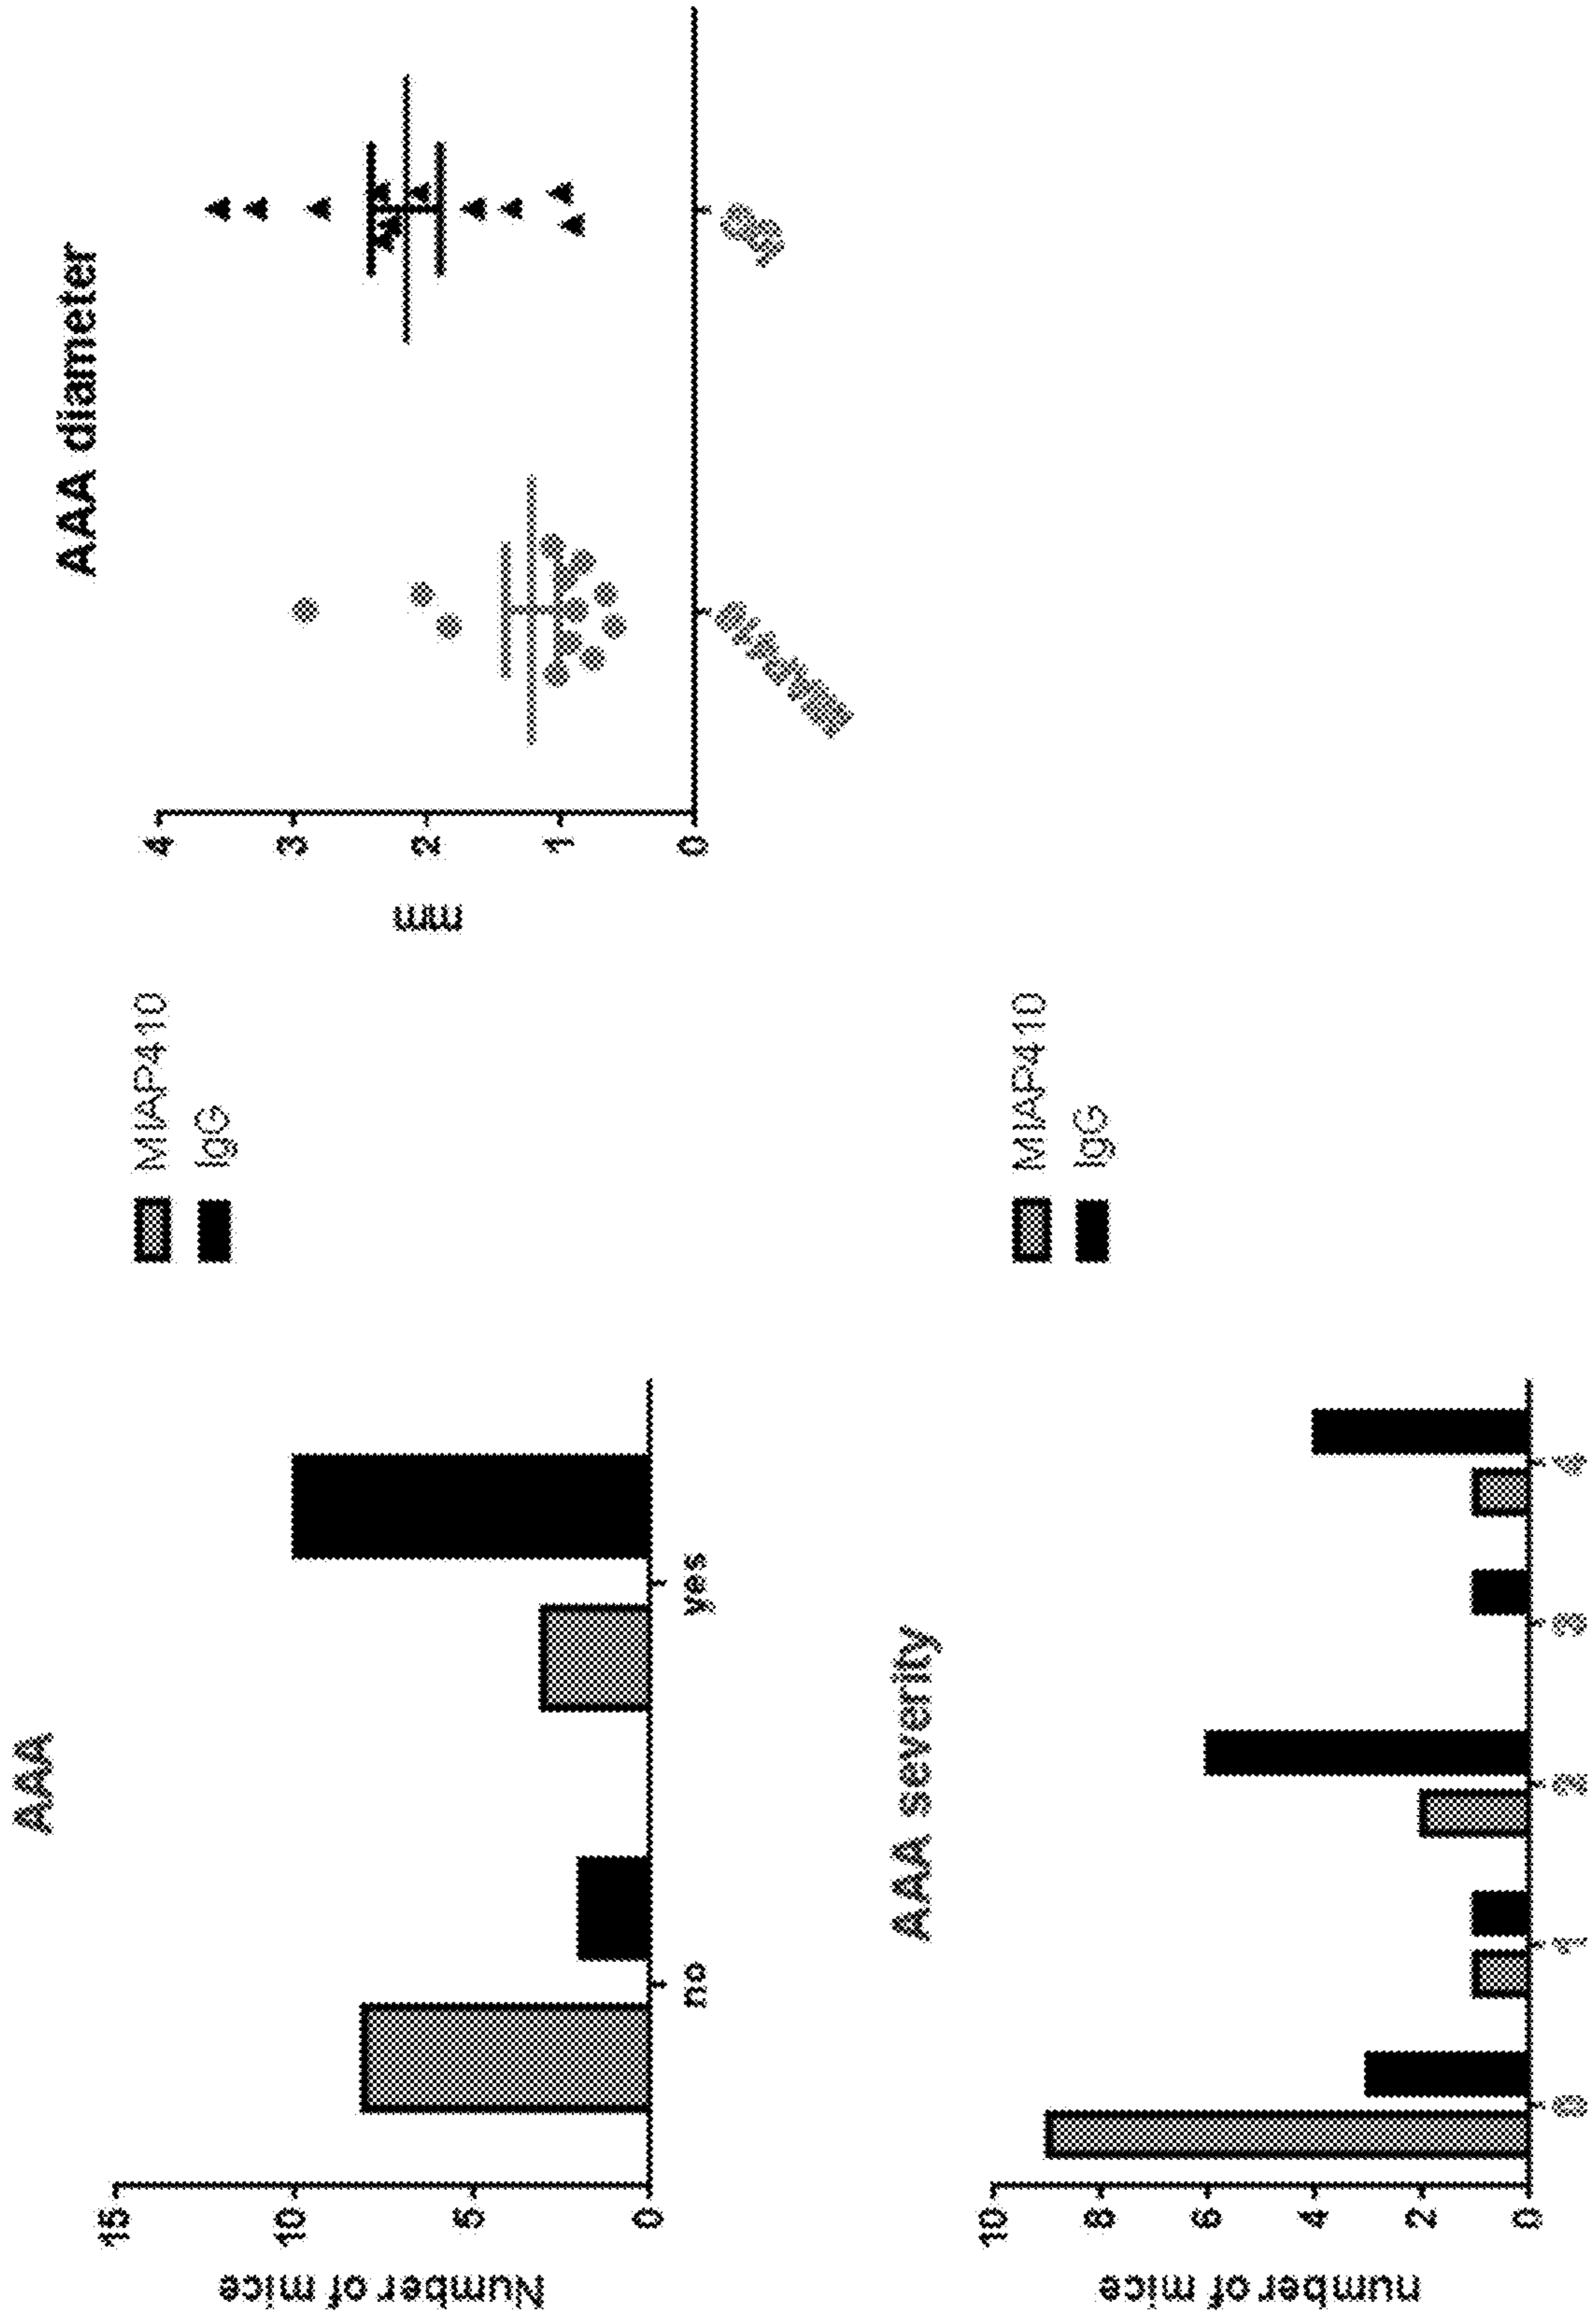 AAA
15
10
5
0
Number of mice
no
yes
MIAP410
IgG
AAA diameter
4
3
2
1
0
mm
IgG
AAA severity
10
8
6
4
2
0
number of mice
0
1
2
3
4
MIAP410
IgG